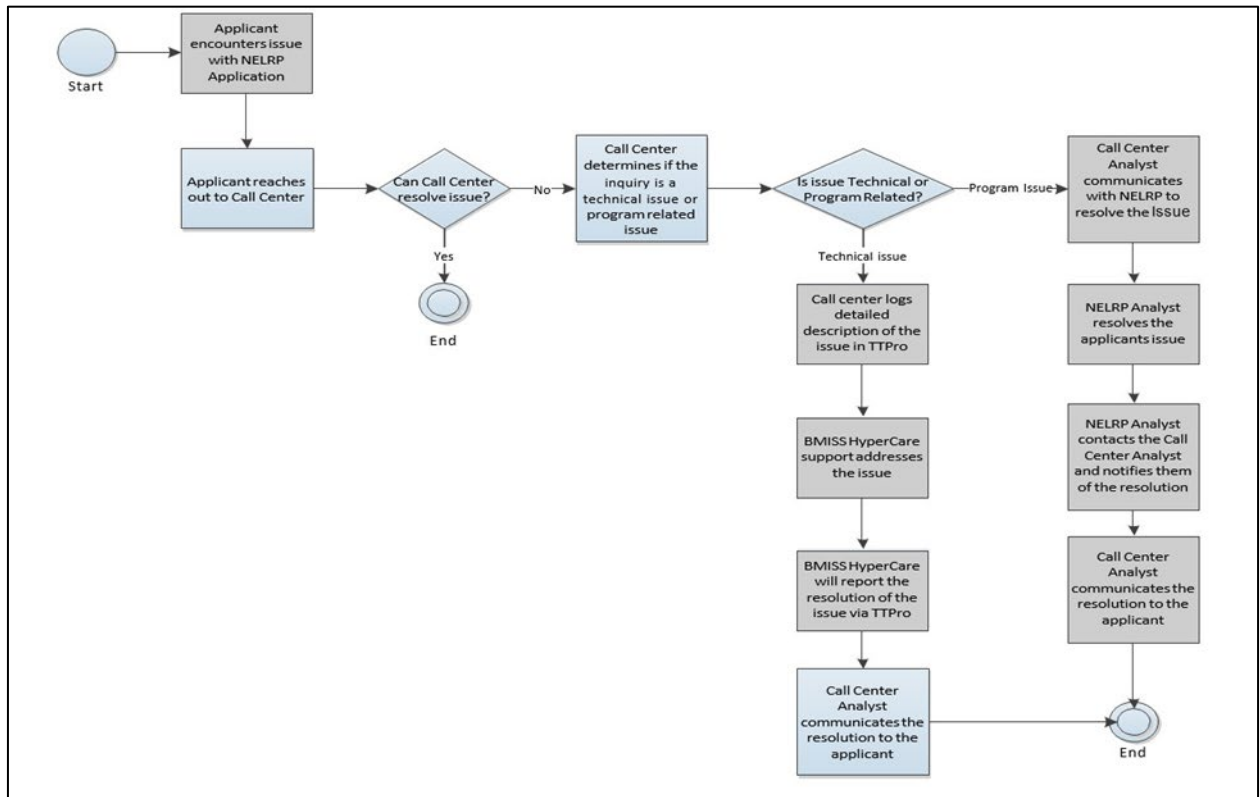 Start
Applicant
encounters issue
with NELRP
Application
Applicant reaches
out to Call Center
Can Call Center
resolve issue?
No
Yes
End
Call Center
determines if the
inquiry is a
technical issue or
program related
issue
Is issue Technical or
Program Related?
Program Issue
Technical issue
Call center logs
detailed
description of the
issue in TTPro
BMISS HyperCare
support addresses
the issue
BMISS HyperCare
will report the
resolution of the
issue via TTPro
Call Center
Analyst
communicates the
resolution to the
applicant
Call Center
Analyst
communicates
with NELRP to
resolve the Issue
NELRP Analyst
resolves the
applicants issue
NELRP Analyst
contacts the Call
Center Analyst
and notifies them
of the resolution
Call Center
Analyst
communicates the
resolution to the
applicant
End